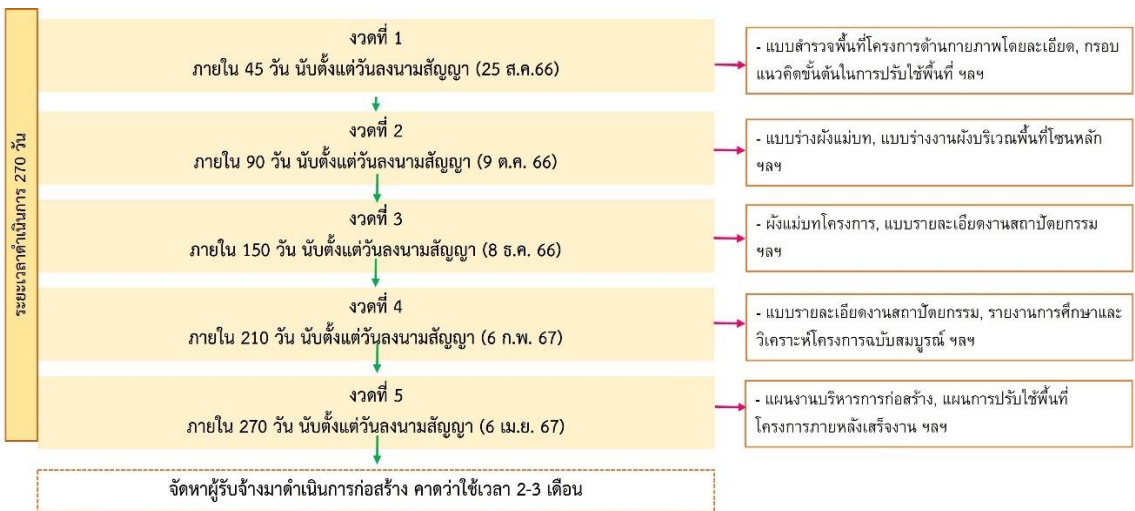 ระยะเวลาดำเนินการ 270 วัน
งวดที่ 1
ภายใน 45 วัน นับตั้งแต่วันลงนามสัญญา (25 ส.ค.66)
- แบบสำรวจพื้นที่โครงการด้านกายภาพโดยละเอียด, กรอบ
แนวคิดขั้นต้นในการปรับใช้พื้นที่ ฯลฯ
งวดที่ 2
ภายใน 90 วัน นับตั้งแต่วันลงนามสัญญา (9 ต.ค. 66)
- แบบร่างผังแม่บท, แบบร่างงานผังบริเวณพื้นที่โซนหลัก
ฯลฯ
งวดที่ 3
ภายใน 150 วัน นับตั้งแต่วันลงนามสัญญา (8 ธ.ค. 66)
- ผังแม่บทโครงการ, แบบรายละเอียดงานสถาปัตยกรรม
ฯลฯ
งวดที่ 4
ภายใน 210 วัน นับตั้งแต่วันลงนามสัญญา (6 ก.พ. 67)
- แบบรายละเอียดงานสถาปัตยกรรม, รายงานการศึกษาและ
วิเคราะห์โครงการฉบับสมบูรณ์ ฯลฯ
งวดที่ 5
ภายใน 270 วัน นับตั้งแต่วันลงนามสัญญา (6 เม.ย. 67)
- แผนงานบริหารการก่อสร้าง, แผนการปรับใช้พื้นที่
โครงการภายหลังเสร็จงาน ฯลฯ
จัดหาผู้รับจ้างมาดำเนินการก่อสร้าง คาดว่าใช้เวลา 2-3 เดือน